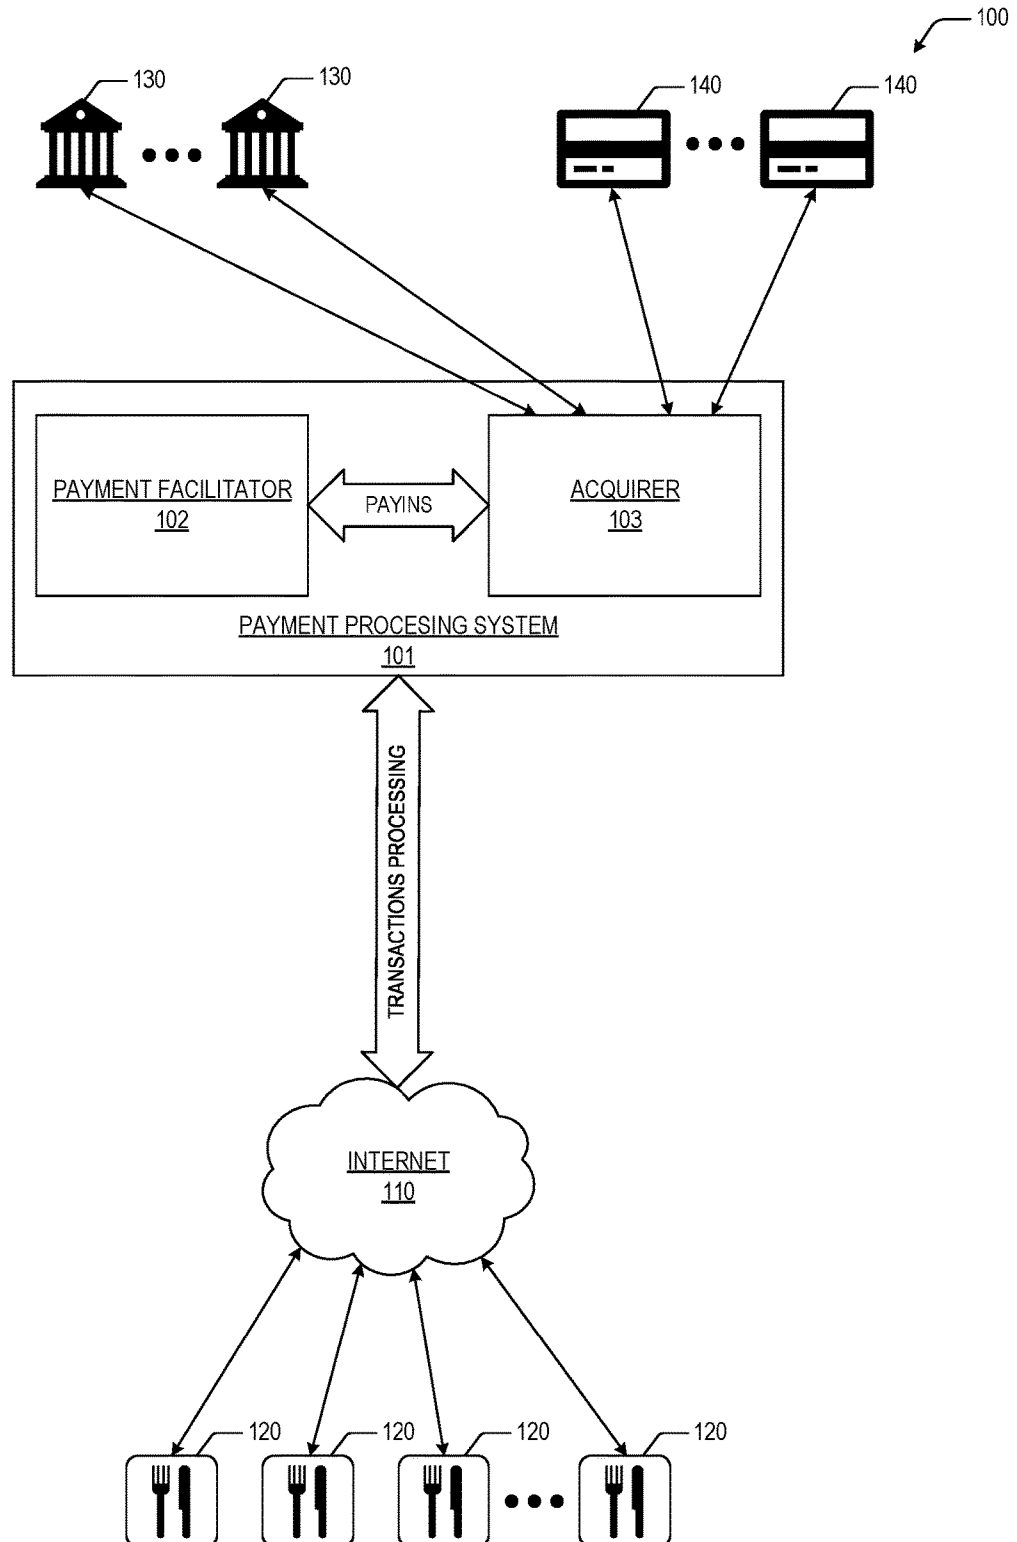 100
130
130
140
140
PAYMENT FACILITATOR
102
PAYINS
ACQUIRER
103
PAYMENT PROCESING SYSTEM
101
TRANSACTIONS PROCESSING
INTERNET
110
120
120
120
120